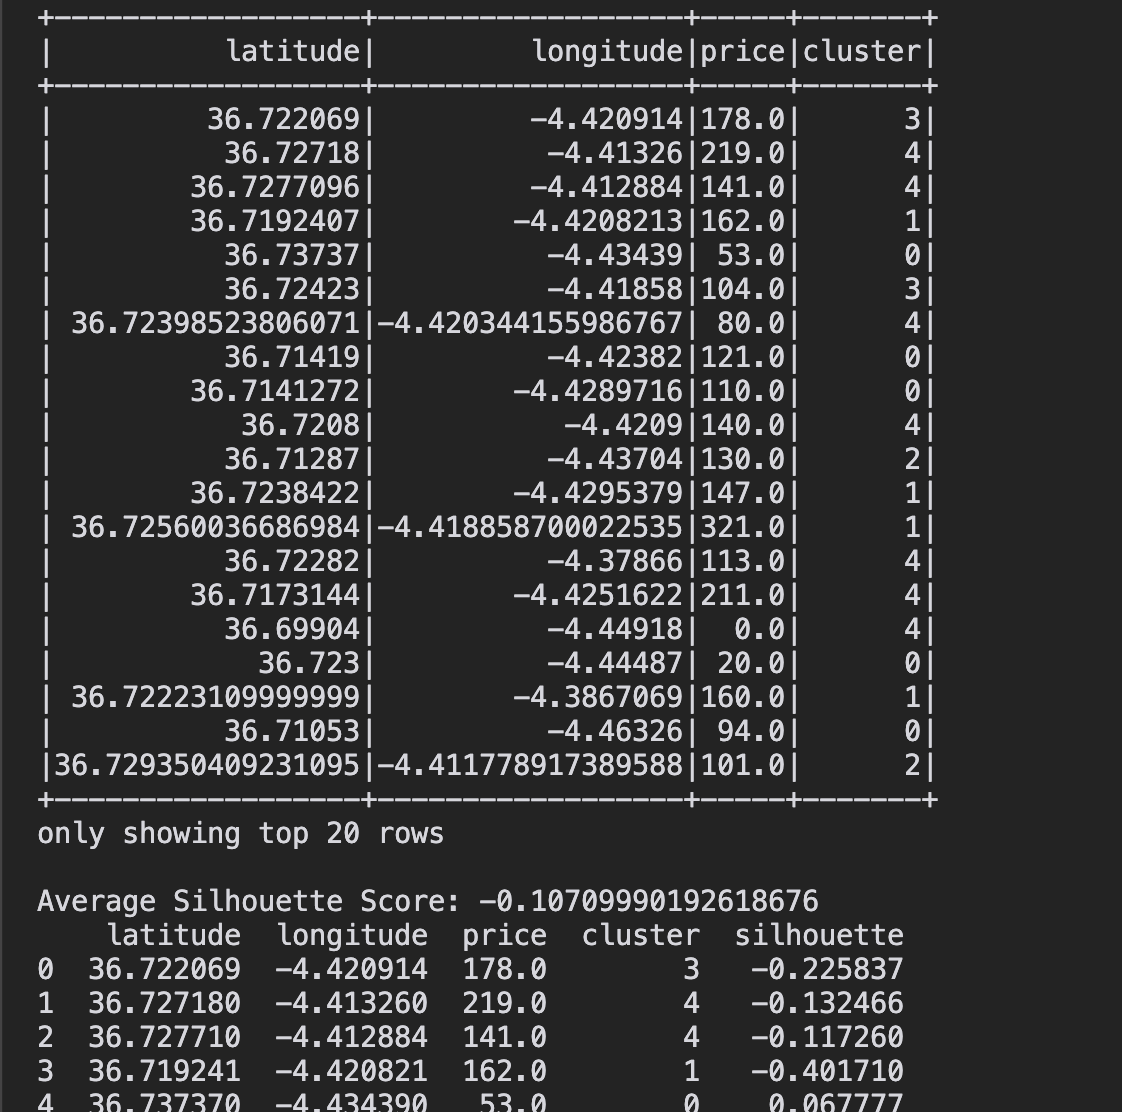 +------------------+------------------+-----+-------+
|          latitude|         longitude|price|cluster|
+------------------+------------------+-----+-------+
|         36.722069|         -4.420914|178.0|      3|
|          36.72718|          -4.41326|219.0|      4|
|        36.7277096|         -4.412884|141.0|      4|
|        36.7192407|        -4.4208213|162.0|      1|
|          36.73737|          -4.43439| 53.0|      0|
|          36.72423|          -4.41858|104.0|      3|
| 36.72398523806071|-4.420344155986767| 80.0|      4|
|          36.71419|          -4.42382|121.0|      0|
|        36.7141272|        -4.4289716|110.0|      0|
|           36.7208|           -4.4209|140.0|      4|
|          36.71287|          -4.43704|130.0|      2|
|        36.7238422|        -4.4295379|147.0|      1|
| 36.72560036686984|-4.418858700022535|321.0|      1|
|          36.72282|          -4.37866|113.0|      4|
|        36.7173144|        -4.4251622|211.0|      4|
|          36.69904|          -4.44918|  0.0|      4|
|            36.723|          -4.44487| 20.0|      0|
| 36.72223109999999|        -4.3867069|160.0|      1|
|          36.71053|          -4.46326| 94.0|      0|
|36.729350409231095|-4.411778917389588|101.0|      2|
+------------------+------------------+-----+-------+
only showing top 20 rows
Average Silhouette Score: -0.10709990192618676
    latitude  longitude  price  cluster  silhouette
0  36.722069  -4.420914  178.0        3   -0.225837
1  36.727180  -4.413260  219.0        4   -0.132466
2  36.727710  -4.412884  141.0        4   -0.117260
3  36.719241  -4.420821  162.0        1   -0.401710
4  36.737370  -4.434390   53.0        0    0.067777